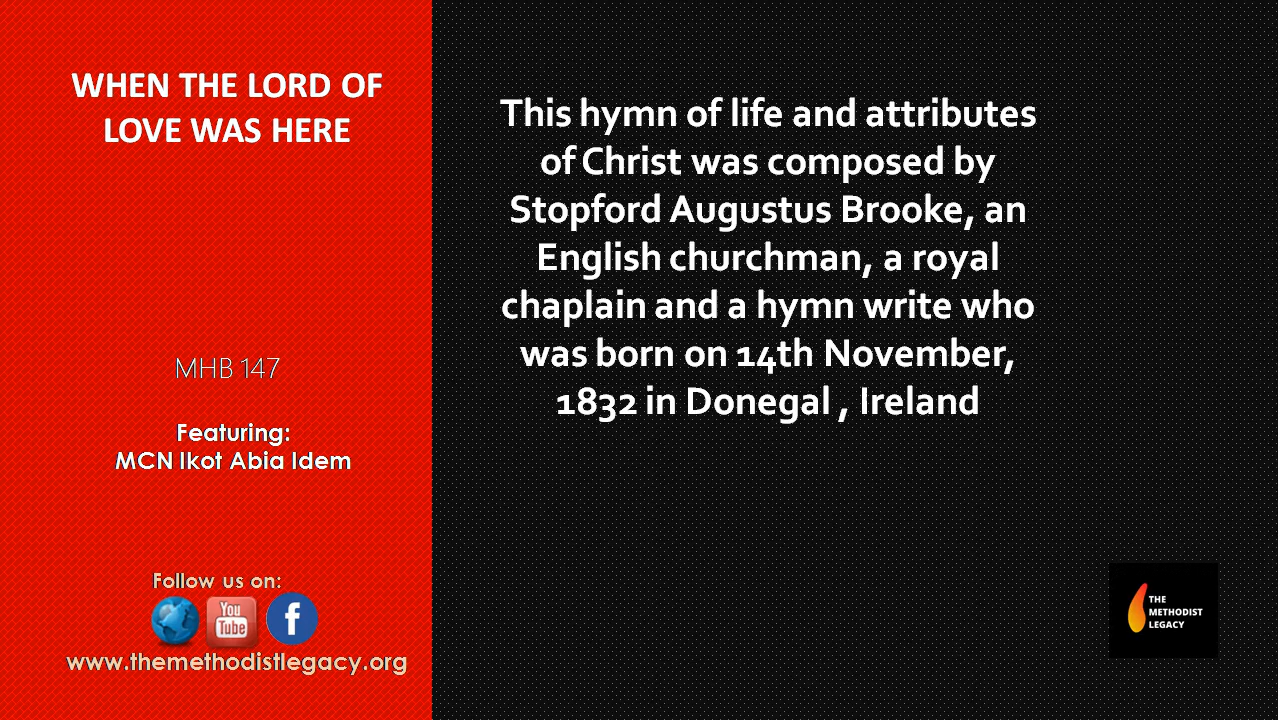 WHEN THE LORD OF
LOVE WAS HERE
MHB 147
Featuring:
MCN Ikot Abia Idem
Follow us on:
You
Tube
f
www.themethodistlegacy.org
This hymn of life and attributes
of Christ was composed by
Stopford Augustus Brooke, an
English churchman, a royal
chaplain and a hymn write who
was born on 14th November,
1832 in Donegal , Ireland
THE
METHODIST
LEGACY